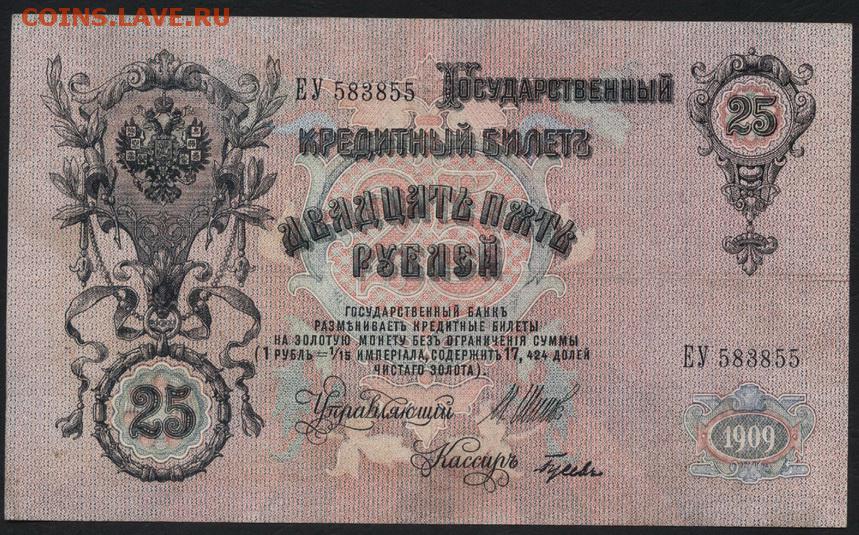 COINS.LAVE.RU
ЕУ 583855 Государственный
25
Кредитный Билетъ
Двадцать пять
рублей
Государственный банкъ
размѣниваетъ кредитные билеты
на золотую монету безъ ограниченія суммы
(1 рубль = 1/15 имперіала, содержитъ 17, 424 долей
чистаго золота).
ЕУ 583855
25
Управляющий
Кассиръ
Гусевъ
1909